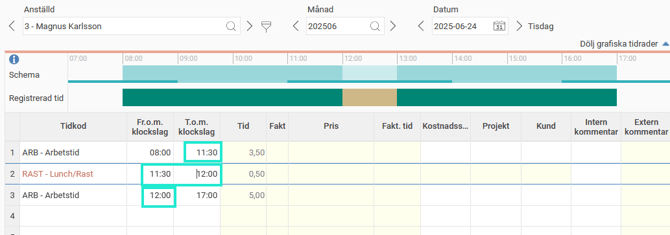 Anställd Månad Datum
3 - Magnus Karlsson 202506 2025-06-24 31 Tisdag
Dölj grafiska tidrader
07:00 08:00 09:00 10:00 11:00 12:00 13:00 14:00 15:00 16:00 17:00
Schema
Registrerad tid
Tidkod Fr.o.m. klockslag T.o.m. klockslag Tid Fakt Pris Fakt. tid Kostnadss... Projekt Kund Intern kommentar Extern kommentar
1 ARB - Arbetstid 08:00 11:30 3,50
2 RAST - Lunch/Rast 11:30 12:00 0,50
3 ARB - Arbetstid 12:00 17:00 5,00
4